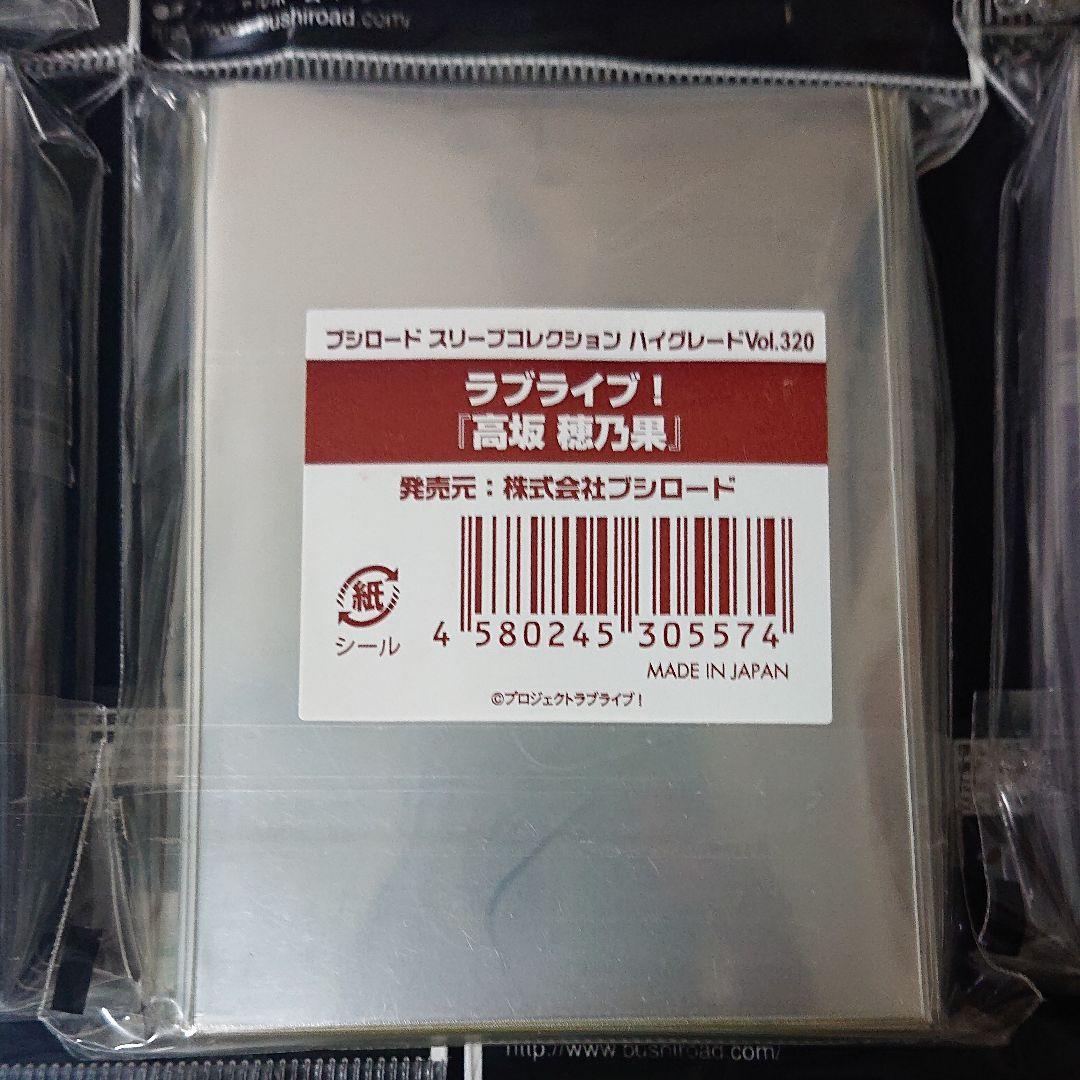 www.bushiroad.com/
ブシロード スリーブコレクション ハイグレードVol.320
ラブライブ！
『高坂 穂乃果』
発売元：株式会社ブシロード
紙
シール
4 580245 305574
MADE IN JAPAN
©プロジェクトラブライブ！
http://www.bushiroad.com/